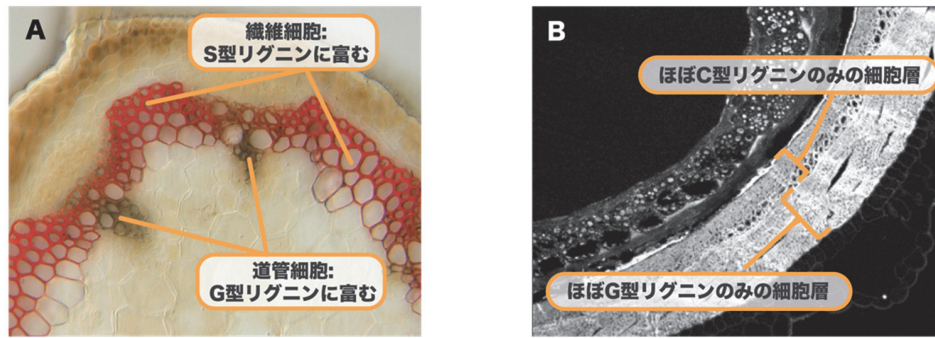 A
繊維細胞:
S型リグニンに富む
道管細胞:
G型リグニンに富む
B
ほぼC型リグニンのみの細胞層
ほぼG型リグニンのみの細胞層